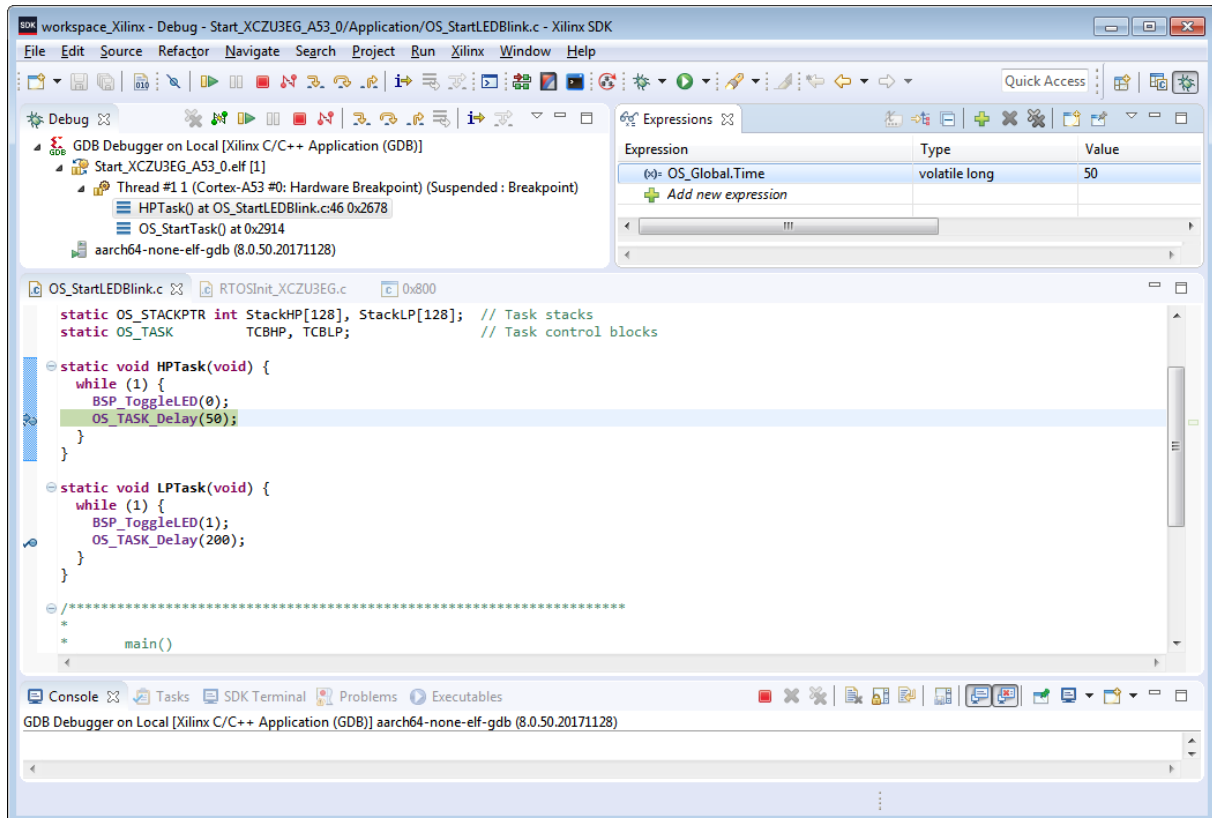 workspace_Xilinx - Debug - Start_XCZU3EG_A53_0/Application/OS_StartLEDBlink.c - Xilinx SDK
File Edit Source Refactor Navigate Search Project Run Xilinx Window Help
Quick Access
Debug
GDB Debugger on Local [Xilinx C/C++ Application (GDB)]
Start_XCZU3EG_A53_0.elf [1]
Thread #1 1 (Cortex-A53 #0: Hardware Breakpoint) (Suspended : Breakpoint)
HPTask() at OS_StartLEDBlink.c:46 0x2678
OS_StartTask() at 0x2914
aarch64-none-elf-gdb (8.0.50.20171128)
Expressions
Expression Type Value
(x)= OS_Global.Time volatile long 50
Add new expression
OS_StartLEDBlink.c RTOSInit_XCZU3EG.c 0x800
static OS_STACKPTR int StackHP[128], StackLP[128]; // Task stacks
static OS_TASK TCBHP, TCBLP; // Task control blocks
static void HPTask(void) {
while (1) {
BSP_ToggleLED(0);
OS_TASK_Delay(50);
}
}
static void LPTask(void) {
while (1) {
BSP_ToggleLED(1);
OS_TASK_Delay(200);
}
}
/*********************************************************************
*
* main()
Console Tasks SDK Terminal Problems Executables
GDB Debugger on Local [Xilinx C/C++ Application (GDB)] aarch64-none-elf-gdb (8.0.50.20171128)